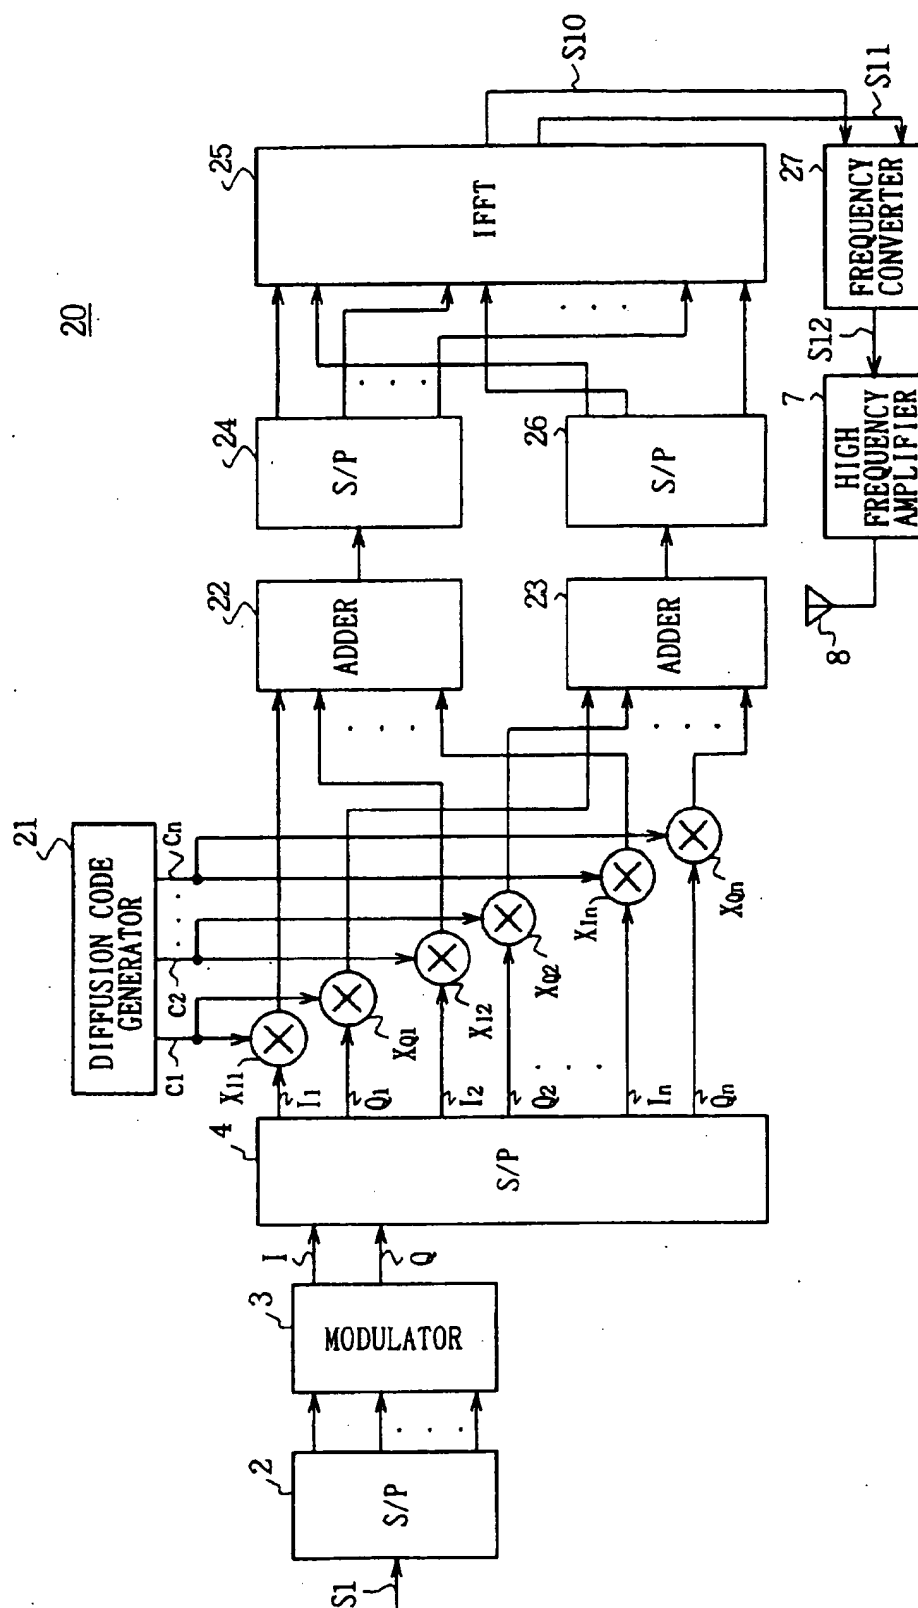 20
S1
2
S/P
3
MODULATOR
I
Q
4
S/P
I1
Q1
I2
Q2
In
Qn
21
DIFFUSION CODE
GENERATOR
C1
C2
Cn
X11
XQ1
X12
XQ2
XIn
XQn
22
ADDER
23
ADDER
24
S/P
26
S/P
25
IFFT
S10
S11
27
FREQUENCY
CONVERTER
S12
7
HIGH
FREQUENCY
AMPLIFIER
8